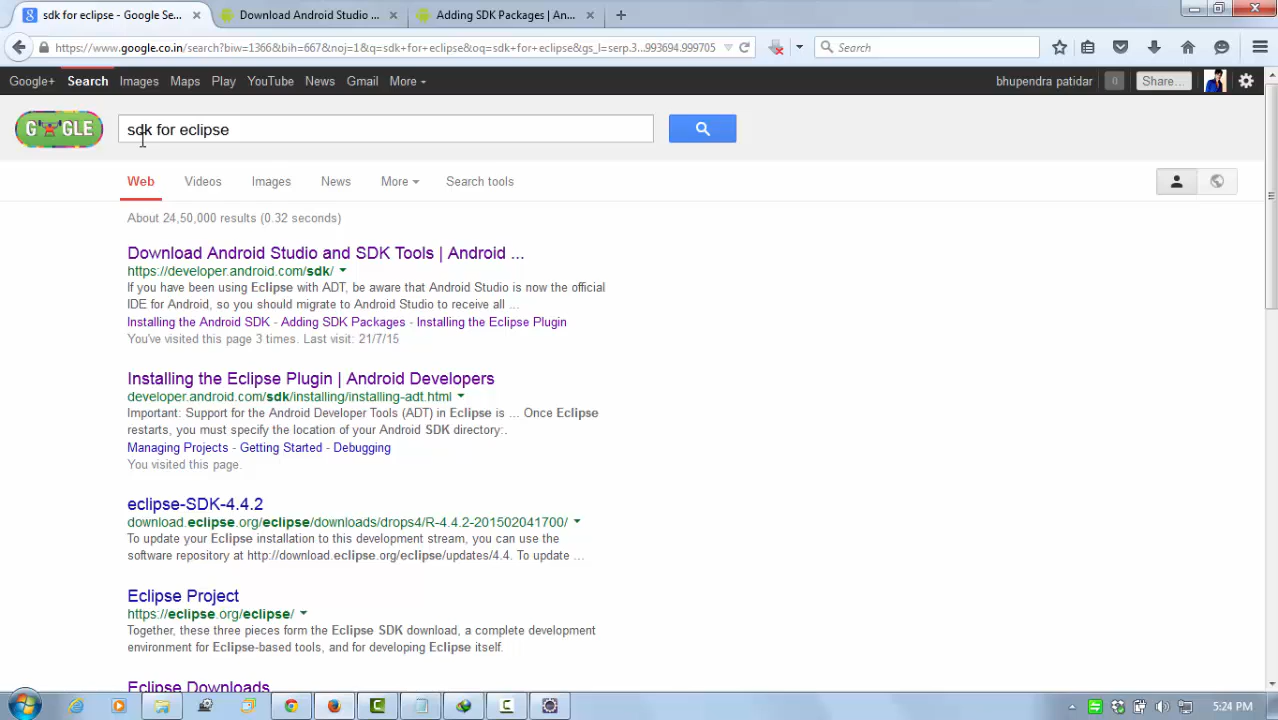 sdk for eclipse - Google Se...
Download Android Studio ...
Adding SDK Packages | An...
https://www.google.co.in/search?biw=1366&bih=667&noj=1&q=sdk+for+eclipse&oq=sdk+for+eclipse&gs_l=serp.3...993694.999705
Search
Google+ Search Images Maps Play YouTube News Gmail More
bhupendra patidar 0 Share...
GOOGLE
sdk for eclipse
Web Videos Images News More Search tools
About 24,50,000 results (0.32 seconds)
Download Android Studio and SDK Tools | Android ...
https://developer.android.com/sdk/
If you have been using Eclipse with ADT, be aware that Android Studio is now the official
IDE for Android, so you should migrate to Android Studio to receive all ...
Installing the Android SDK - Adding SDK Packages - Installing the Eclipse Plugin
You've visited this page 3 times. Last visit: 21/7/15
Installing the Eclipse Plugin | Android Developers
developer.android.com/sdk/installing/installing-adt.html
Important: Support for the Android Developer Tools (ADT) in Eclipse is ... Once Eclipse
restarts, you must specify the location of your Android SDK directory:.
Managing Projects - Getting Started - Debugging
You visited this page.
eclipse-SDK-4.4.2
download.eclipse.org/eclipse/downloads/drops4/R-4.4.2-201502041700/
To update your Eclipse installation to this development stream, you can use the
software repository at http://download.eclipse.org/eclipse/updates/4.4. To update ...
Eclipse Project
https://eclipse.org/eclipse/
Together, these three pieces form the Eclipse SDK download, a complete development
environment for Eclipse-based tools, and for developing Eclipse itself.
Eclipse Downloads
5:24 PM